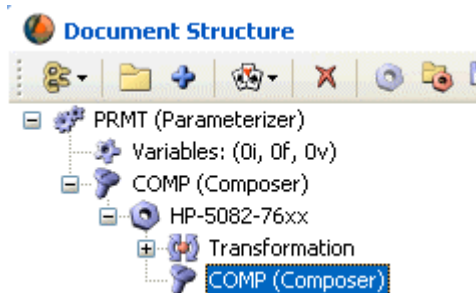 Document Structure
PRMT (Parameterizer)
Variables: (0i, 0f, 0v)
COMP (Composer)
HP-5082-76xx
Transformation
COMP (Composer)